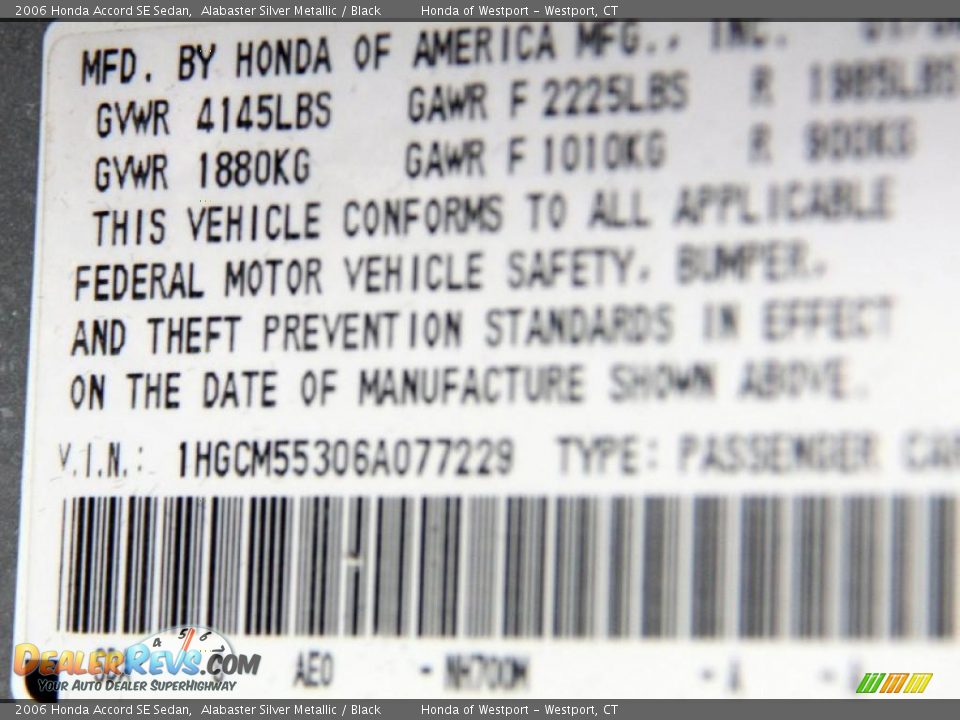 2006 Honda Accord SE Sedan, Alabaster Silver Metallic / Black Honda of Westport - Westport, CT
MFD. BY HONDA OF AMERICA MFG., INC.
GVWR 4145LBS GAWR F 2225LBS R 1985LBS
GVWR 1880KG GAWR F 1010KG R 900KG
THIS VEHICLE CONFORMS TO ALL APPLICABLE
FEDERAL MOTOR VEHICLE SAFETY, BUMPER,
AND THEFT PREVENTION STANDARDS IN EFFECT
ON THE DATE OF MANUFACTURE SHOWN ABOVE.
V.I.N.: 1HGCM55306A077229 TYPE: PASSENGER CAR
AE0 - NH700M
4 5 6
DEALERREVS.COM
YOUR AUTO DEALER SUPERHIGHWAY
2006 Honda Accord SE Sedan, Alabaster Silver Metallic / Black Honda of Westport - Westport, CT